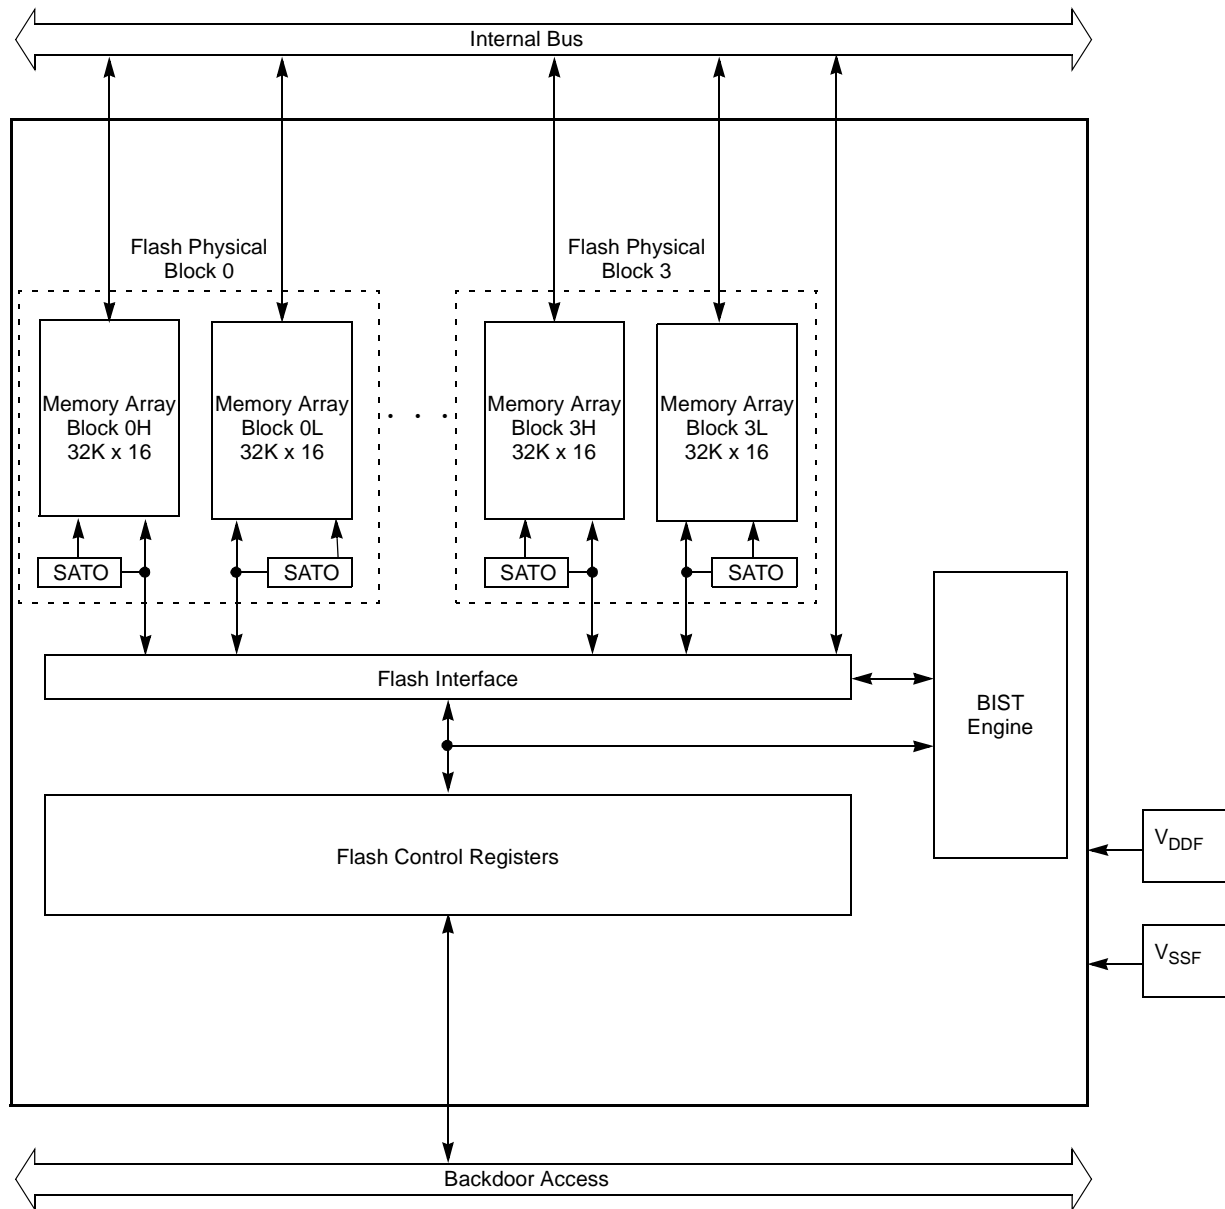 Internal Bus
Flash Physical
Block 0
Flash Physical
Block 3
Memory Array
Block 0H
32K x 16
Memory Array
Block 0L
32K x 16
. . .
Memory Array
Block 3H
32K x 16
Memory Array
Block 3L
32K x 16
SATO
SATO
SATO
SATO
Flash Interface
BIST
Engine
Flash Control Registers
VDDF
VSSF
Backdoor Access